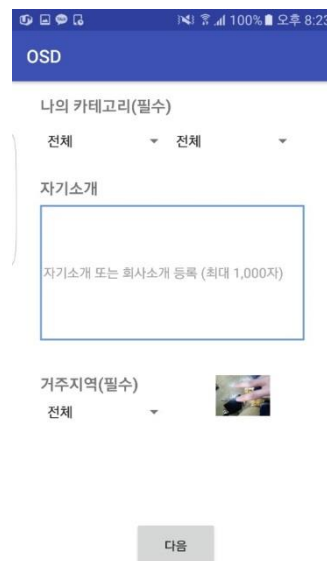 100% 오후 8:23
OSD
나의 카테고리(필수)
전체 전체
자기소개
자기소개 또는 회사소개 등록 (최대 1,000자)
거주지역(필수)
전체
다음